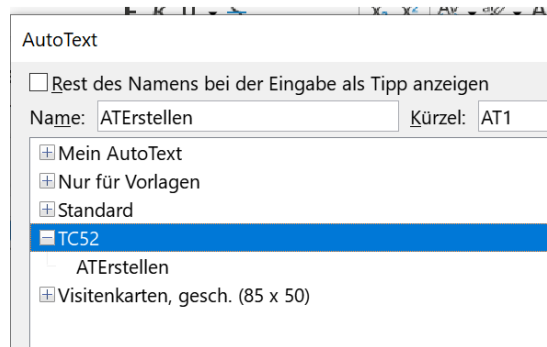 AutoText
Rest des Namens bei der Eingabe als Tipp anzeigen
Name: ATErstellen Kürzel: AT1
Mein AutoText
Nur für Vorlagen
Standard
TC52
ATErstellen
Visitenkarten, gesch. (85 x 50)